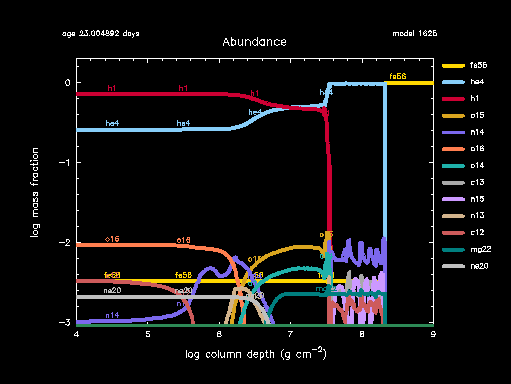 age 23.004892 days
model 1625
Abundance
log mass fraction
0
−1
−2
−3
4
5
6
7
8
9
log column depth (g cm⁻²)
h1
h1
h1
he4
he4
he4
he4
fe56
o16
o16
o15
fe56
fe56
ne20
ne20
n14
fe56
he4
h1
o15
n14
o16
o14
c13
n15
n13
c12
mg22
ne20